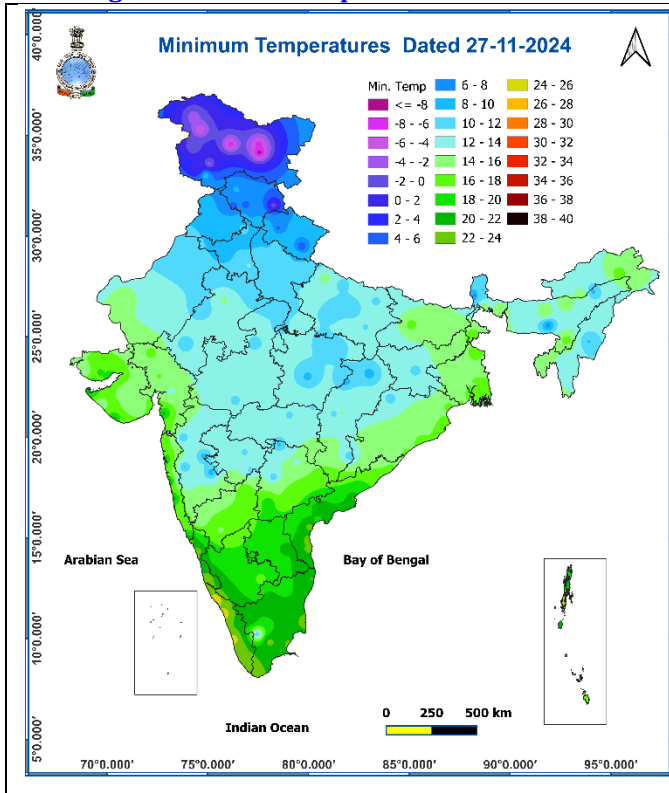 Minimum Temperatures Dated 27-11-2024
Min. Temp
<= -8
-8 - -6
-6 - -4
-4 - -2
-2 - 0
0 - 2
2 - 4
4 - 6
6 - 8
8 - 10
10 - 12
12 - 14
14 - 16
16 - 18
18 - 20
20 - 22
22 - 24
24 - 26
26 - 28
28 - 30
30 - 32
32 - 34
34 - 36
36 - 38
38 - 40
40°0.000'
35°0.000'
30°0.000'
25°0.000'
20°0.000'
15°0.000'
10°0.000'
5°0.000'
Arabian Sea
Bay of Bengal
Indian Ocean
0 250 500 km
70°0.000' 75°0.000' 80°0.000' 85°0.000' 90°0.000' 95°0.000'